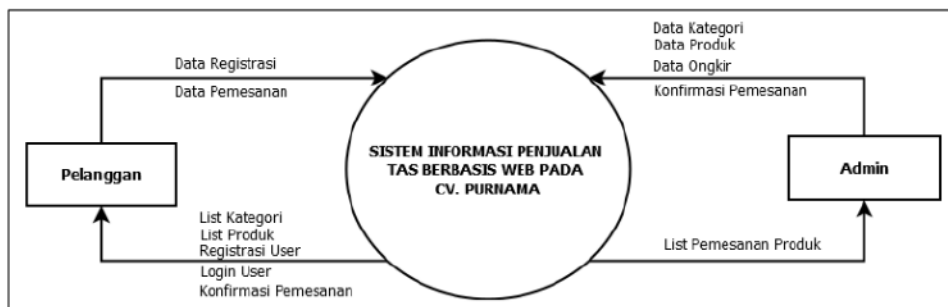 Data Registrasi
Data Pemesanan
Data Kategori
Data Produk
Data Ongkir
Konfirmasi Pemesanan
Pelanggan
SISTEM INFORMASI PENJUALAN
TAS BERBASIS WEB PADA
CV. PURNAMA
Admin
List Kategori
List Produk
Registrasi User
Login User
Konfirmasi Pemesanan
List Pemesanan Produk